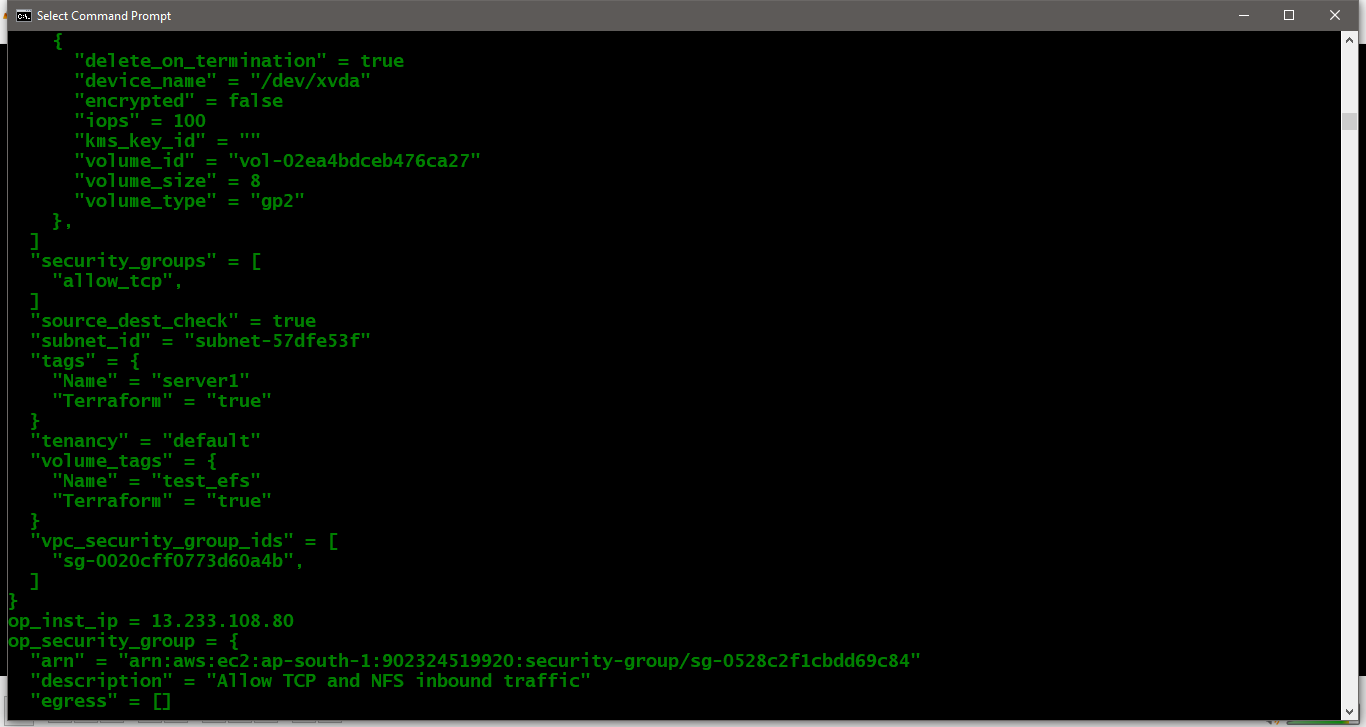 Select Command Prompt
{
"delete_on_termination" = true
"device_name" = "/dev/xvda"
"encrypted" = false
"iops" = 100
"kms_key_id" = ""
"volume_id" = "vol-02ea4bdceb476ca27"
"volume_size" = 8
"volume_type" = "gp2"
},
]
"security_groups" = [
"allow_tcp",
]
"source_dest_check" = true
"subnet_id" = "subnet-57dfe53f"
"tags" = {
"Name" = "server1"
"Terraform" = "true"
}
"tenancy" = "default"
"volume_tags" = {
"Name" = "test_efs"
"Terraform" = "true"
}
"vpc_security_group_ids" = [
"sg-0020cff0773d60a4b",
]
}
op_inst_ip = 13.233.108.80
op_security_group = {
"arn" = "arn:aws:ec2:ap-south-1:902324519920:security-group/sg-0528c2f1cbdd69c84"
"description" = "Allow TCP and NFS inbound traffic"
"egress" = []